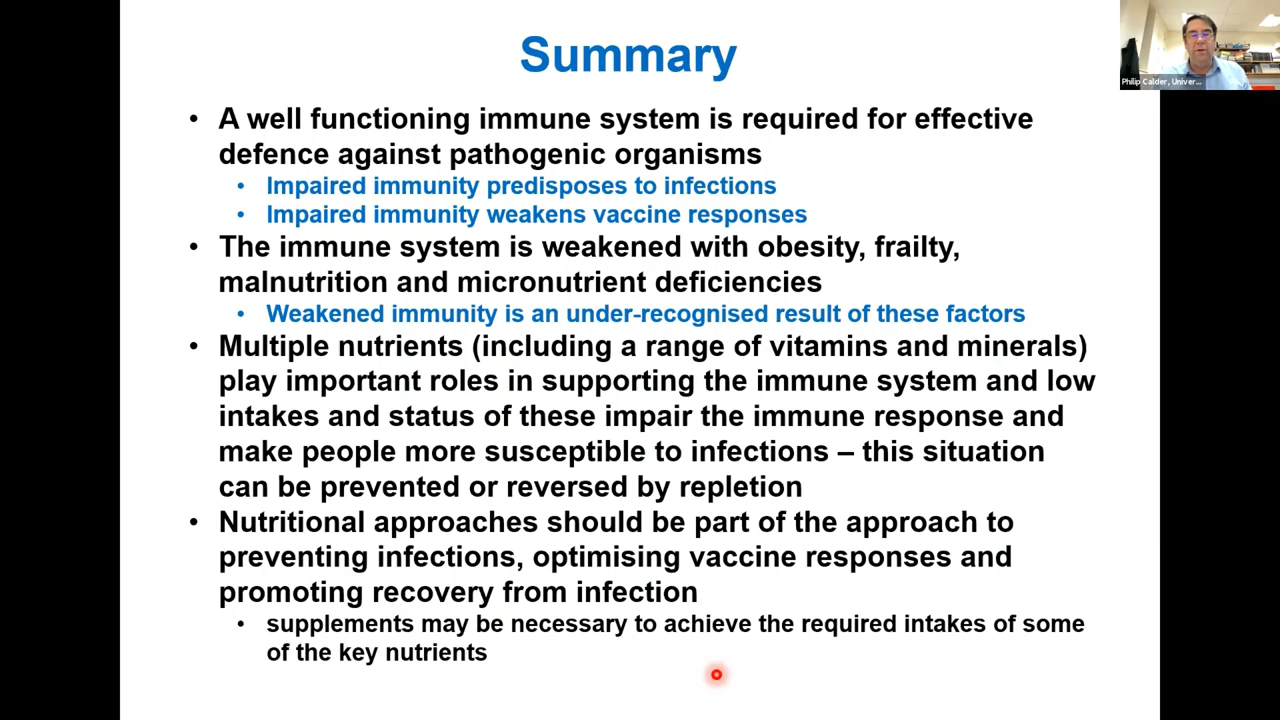 Summary
Philip Calder, Univer...
• A well functioning immune system is required for effective
defence against pathogenic organisms
• Impaired immunity predisposes to infections
• Impaired immunity weakens vaccine responses
• The immune system is weakened with obesity, frailty,
malnutrition and micronutrient deficiencies
• Weakened immunity is an under-recognised result of these factors
• Multiple nutrients (including a range of vitamins and minerals)
play important roles in supporting the immune system and low
intakes and status of these impair the immune response and
make people more susceptible to infections – this situation
can be prevented or reversed by repletion
• Nutritional approaches should be part of the approach to
preventing infections, optimising vaccine responses and
promoting recovery from infection
• supplements may be necessary to achieve the required intakes of some
of the key nutrients